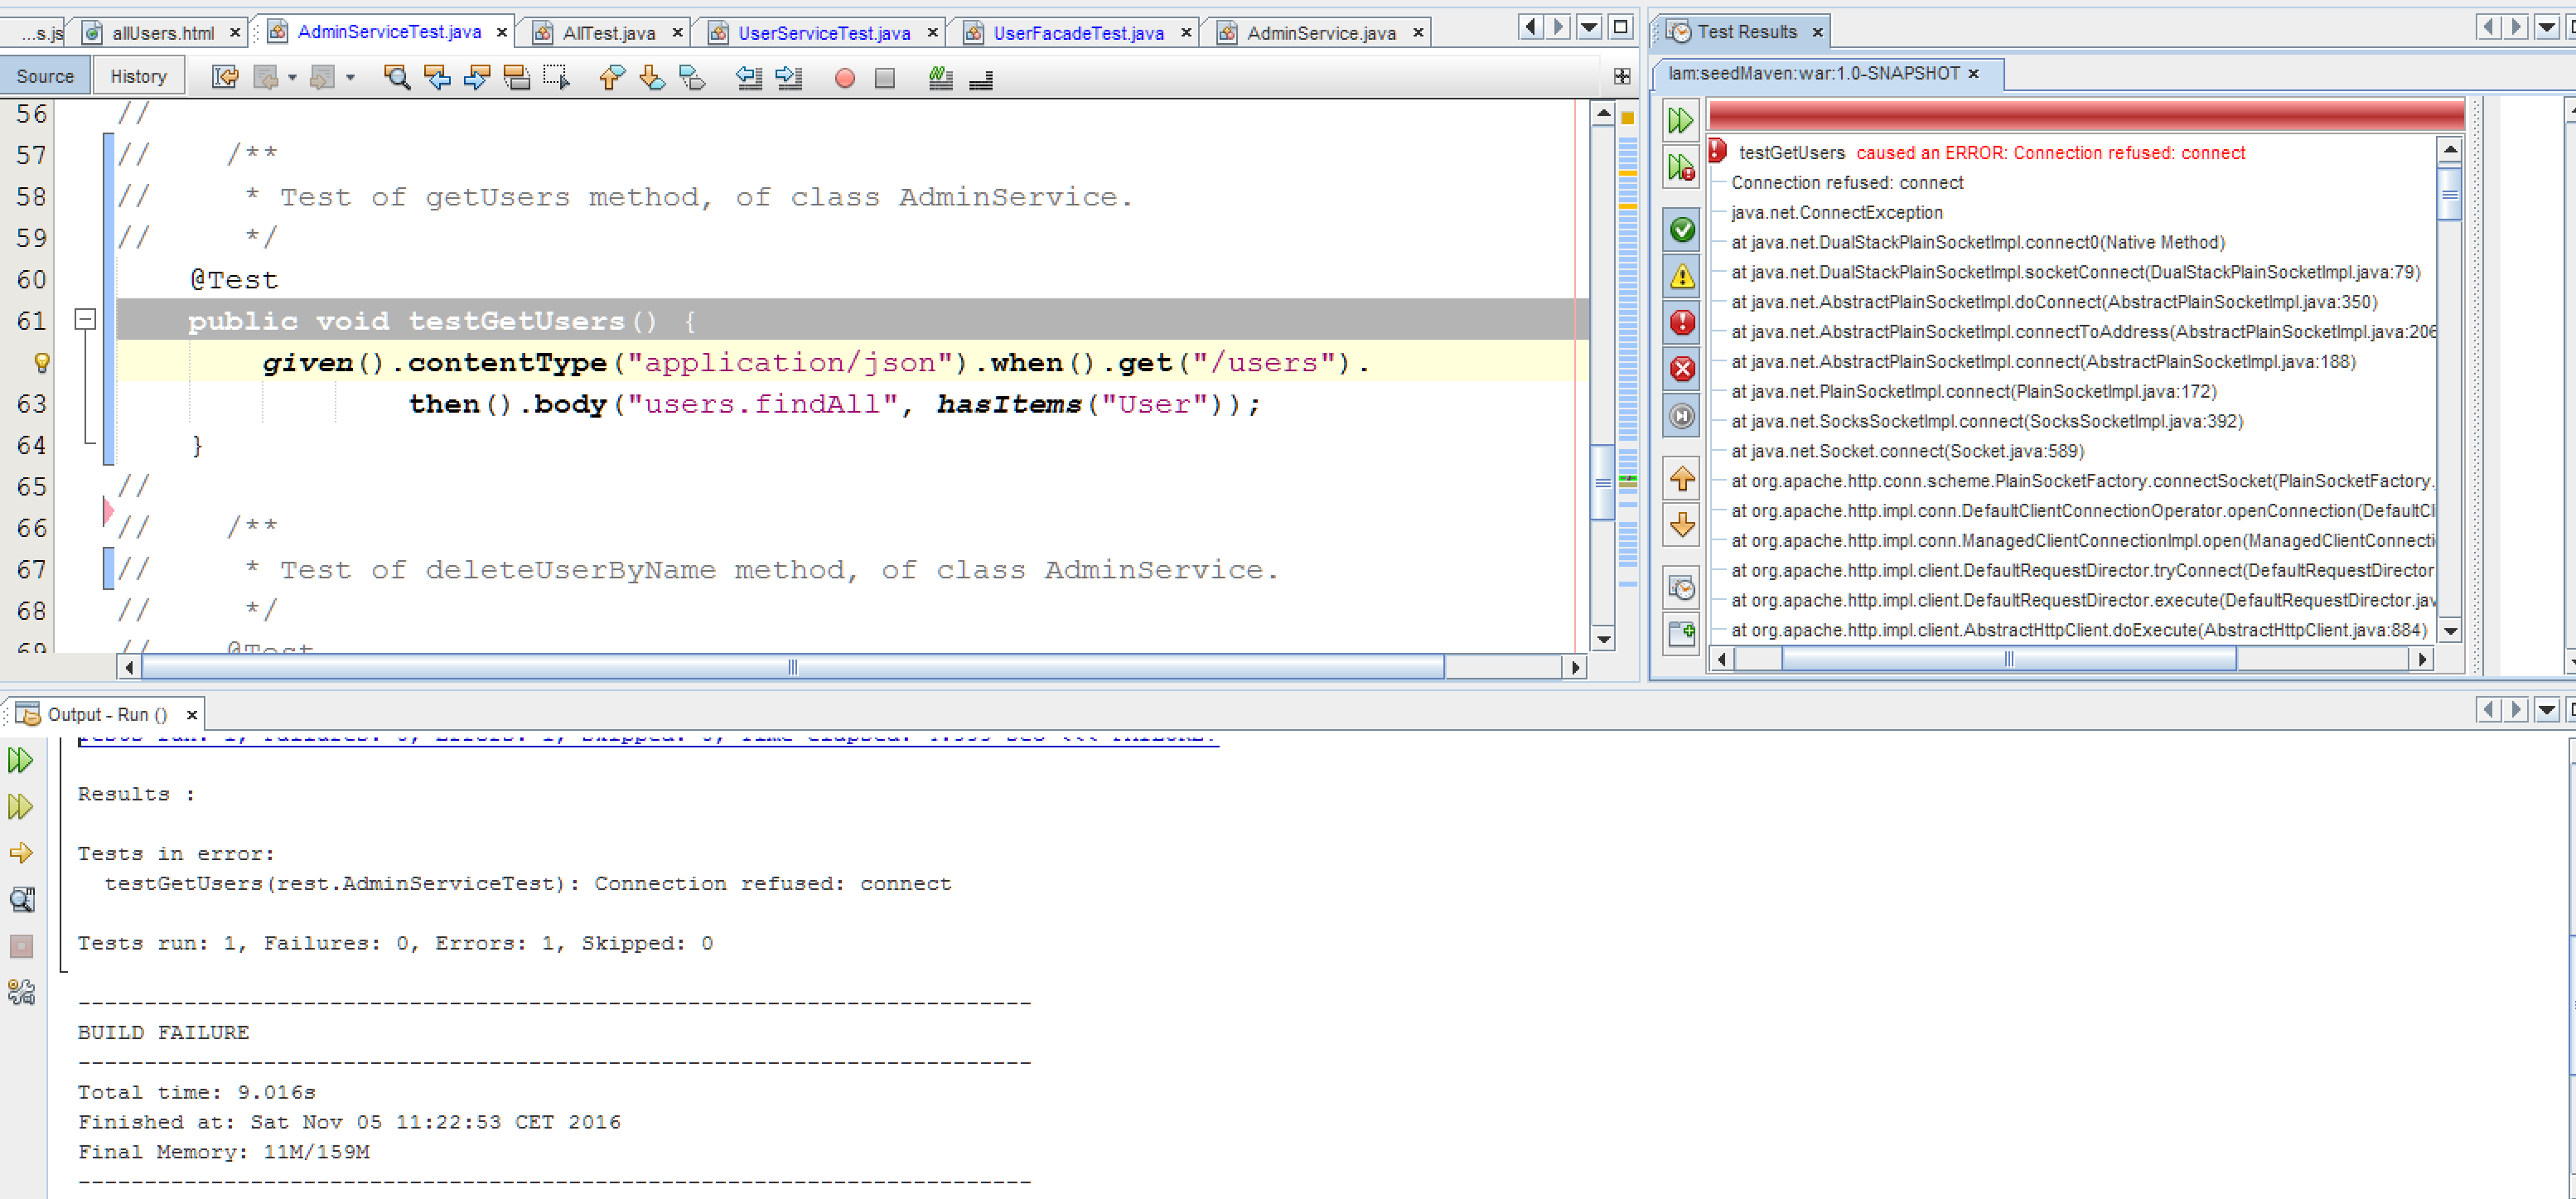 ...s.js allUsers.html AdminServiceTest.java AllTest.java UserServiceTest.java UserFacadeTest.java AdminService.java
Source History
56 //
57 // /**
58 // * Test of getUsers method, of class AdminService.
59 // */
60 @Test
61 public void testGetUsers() {
given().contentType("application/json").when().get("/users").
63 then().body("users.findAll", hasItems("User"));
64 }
65 //
66 // /**
67 // * Test of deleteUserByName method, of class AdminService.
68 // */
69 // @Test
Test Results
lam:seedMaven:war:1.0-SNAPSHOT
testGetUsers caused an ERROR: Connection refused: connect
Connection refused: connect
java.net.ConnectException
at java.net.DualStackPlainSocketImpl.connect0(Native Method)
at java.net.DualStackPlainSocketImpl.socketConnect(DualStackPlainSocketImpl.java:79)
at java.net.AbstractPlainSocketImpl.doConnect(AbstractPlainSocketImpl.java:350)
at java.net.AbstractPlainSocketImpl.connectToAddress(AbstractPlainSocketImpl.java:206
at java.net.AbstractPlainSocketImpl.connect(AbstractPlainSocketImpl.java:188)
at java.net.PlainSocketImpl.connect(PlainSocketImpl.java:172)
at java.net.SocksSocketImpl.connect(SocksSocketImpl.java:392)
at java.net.Socket.connect(Socket.java:589)
at org.apache.http.conn.scheme.PlainSocketFactory.connectSocket(PlainSocketFactory.
at org.apache.http.impl.conn.DefaultClientConnectionOperator.openConnection(DefaultCl
at org.apache.http.impl.conn.ManagedClientConnectionImpl.open(ManagedClientConnecti
at org.apache.http.impl.client.DefaultRequestDirector.tryConnect(DefaultRequestDirector
at org.apache.http.impl.client.DefaultRequestDirector.execute(DefaultRequestDirector.jav
at org.apache.http.impl.client.AbstractHttpClient.doExecute(AbstractHttpClient.java:884)
Output - Run ()
Results :
Tests in error:
testGetUsers(rest.AdminServiceTest): Connection refused: connect
Tests run: 1, Failures: 0, Errors: 1, Skipped: 0
------------------------------------------------------------------------
BUILD FAILURE
------------------------------------------------------------------------
Total time: 9.016s
Finished at: Sat Nov 05 11:22:53 CET 2016
Final Memory: 11M/159M
------------------------------------------------------------------------